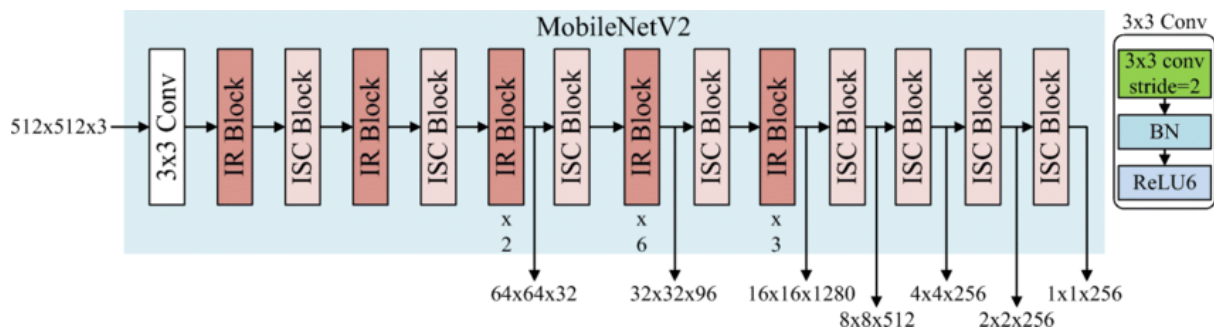 MobileNetV2
512x512x3
3x3 Conv
IR Block
ISC Block
IR Block
ISC Block
IR Block
x
2
ISC Block
IR Block
x
6
ISC Block
IR Block
x
3
ISC Block
ISC Block
ISC Block
ISC Block
64x64x32
32x32x96
16x16x1280
8x8x512
4x4x256
2x2x256
1x1x256
3x3 Conv
3x3 conv
stride=2
BN
ReLU6